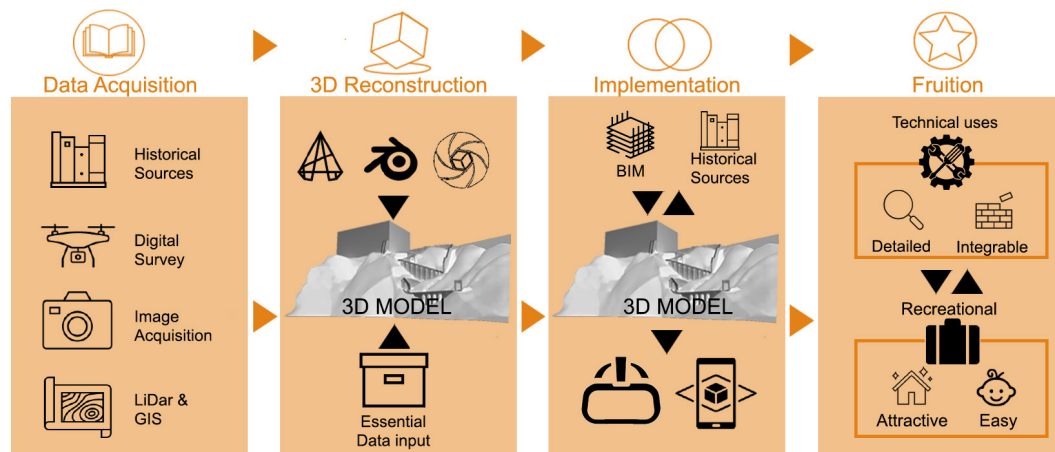 Data Acquisition
3D Reconstruction
Implementation
Fruition
Historical
Sources
Digital
Survey
Image
Acquisition
LiDar &
GIS
3D MODEL
Essential
Data input
BIM
Historical
Sources
3D MODEL
Technical uses
Detailed
Integrable
Recreational
Attractive
Easy